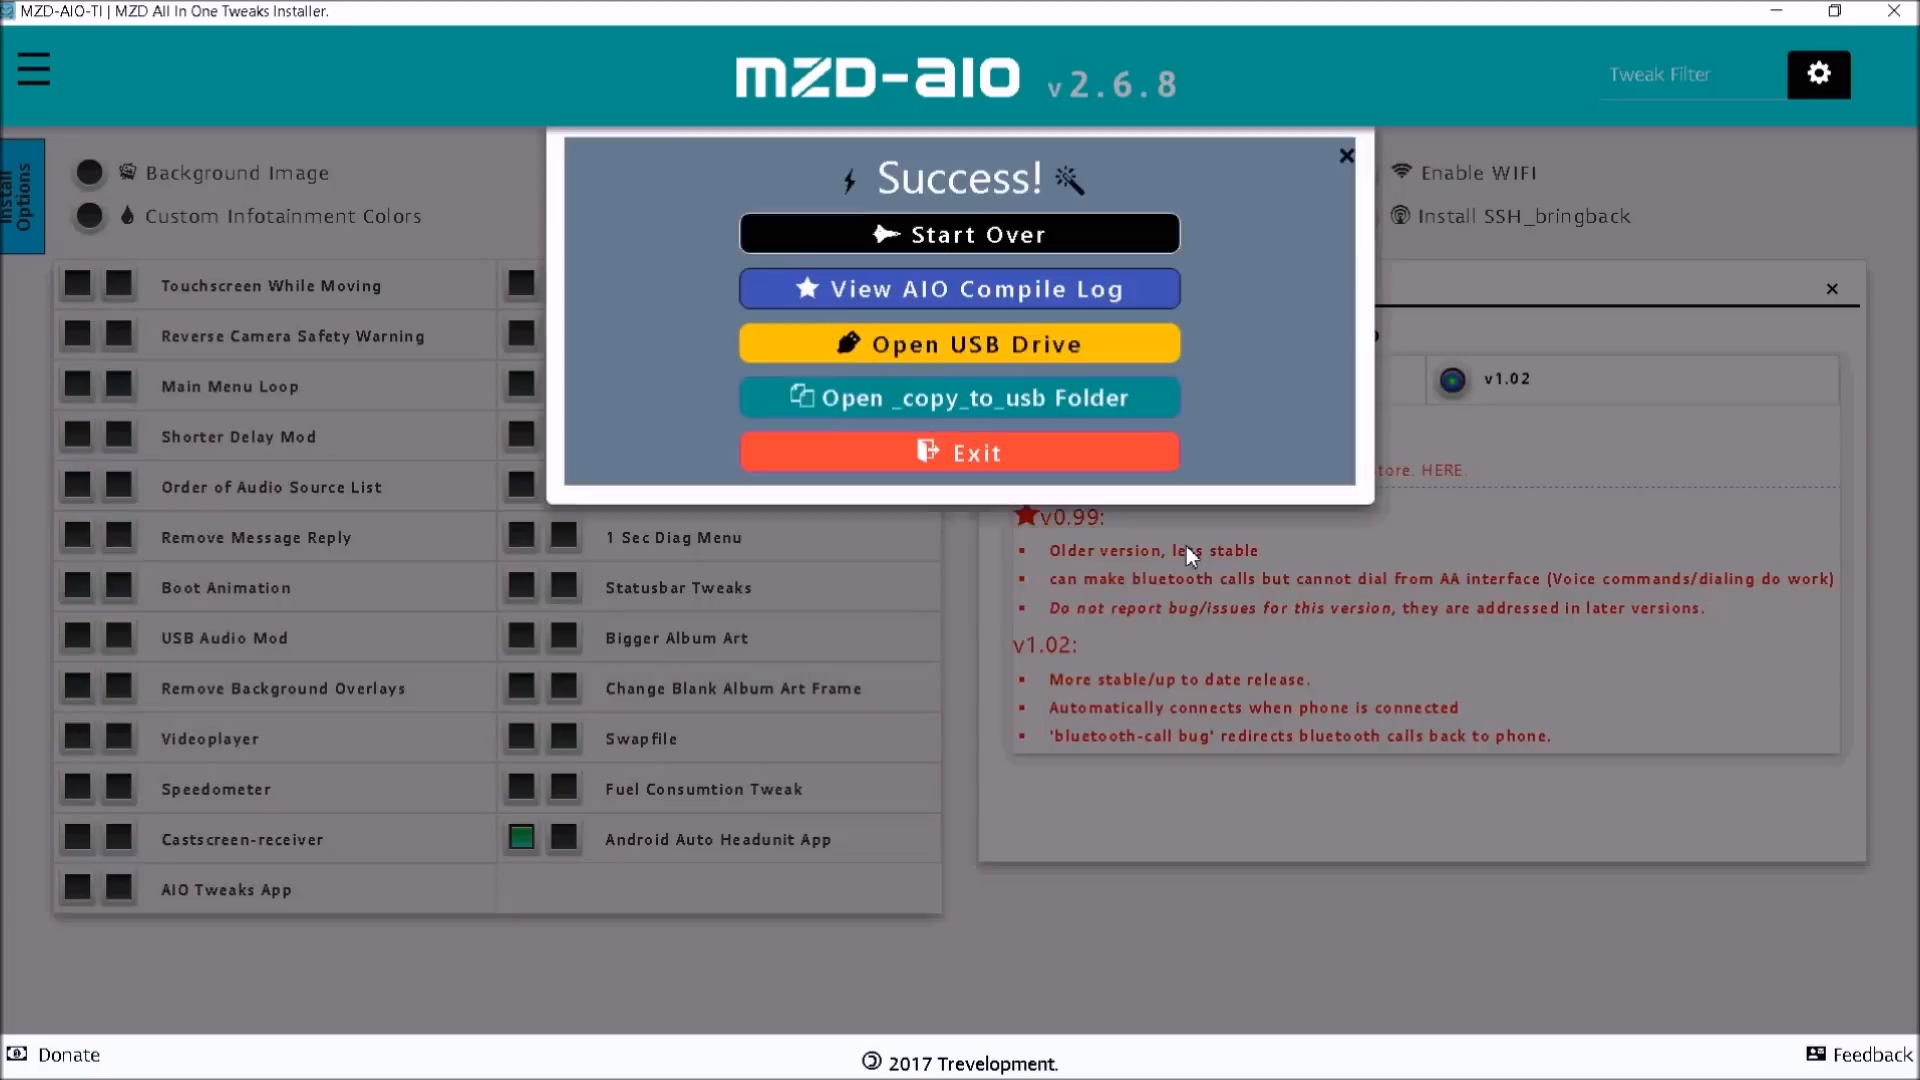 MZD-AIO-TI | MZD All In One Tweaks Installer.
mZD-aIO v2.6.8
Tweak Filter
Install Options
Background Image
Custom Infotainment Colors
Enable WIFI
Install SSH_bringback
Success!
Start Over
View AIO Compile Log
Open USB Drive
Open _copy_to_usb Folder
Exit
Touchscreen While Moving
Reverse Camera Safety Warning
Main Menu Loop
Shorter Delay Mod
Order of Audio Source List
Remove Message Reply
Boot Animation
USB Audio Mod
Remove Background Overlays
Videoplayer
Speedometer
Castscreen-receiver
AIO Tweaks App
1 Sec Diag Menu
Statusbar Tweaks
Bigger Album Art
Change Blank Album Art Frame
Swapfile
Fuel Consumtion Tweak
Android Auto Headunit App
v1.02
HERE.
v0.99:
Older version, less stable
can make bluetooth calls but cannot dial from AA interface (Voice commands/dialing do work)
Do not report bug/issues for this version, they are addressed in later versions.
v1.02:
More stable/up to date release.
Automatically connects when phone is connected
'bluetooth-call bug' redirects bluetooth calls back to phone.
Donate
2017 Trevelopment.
Feedback